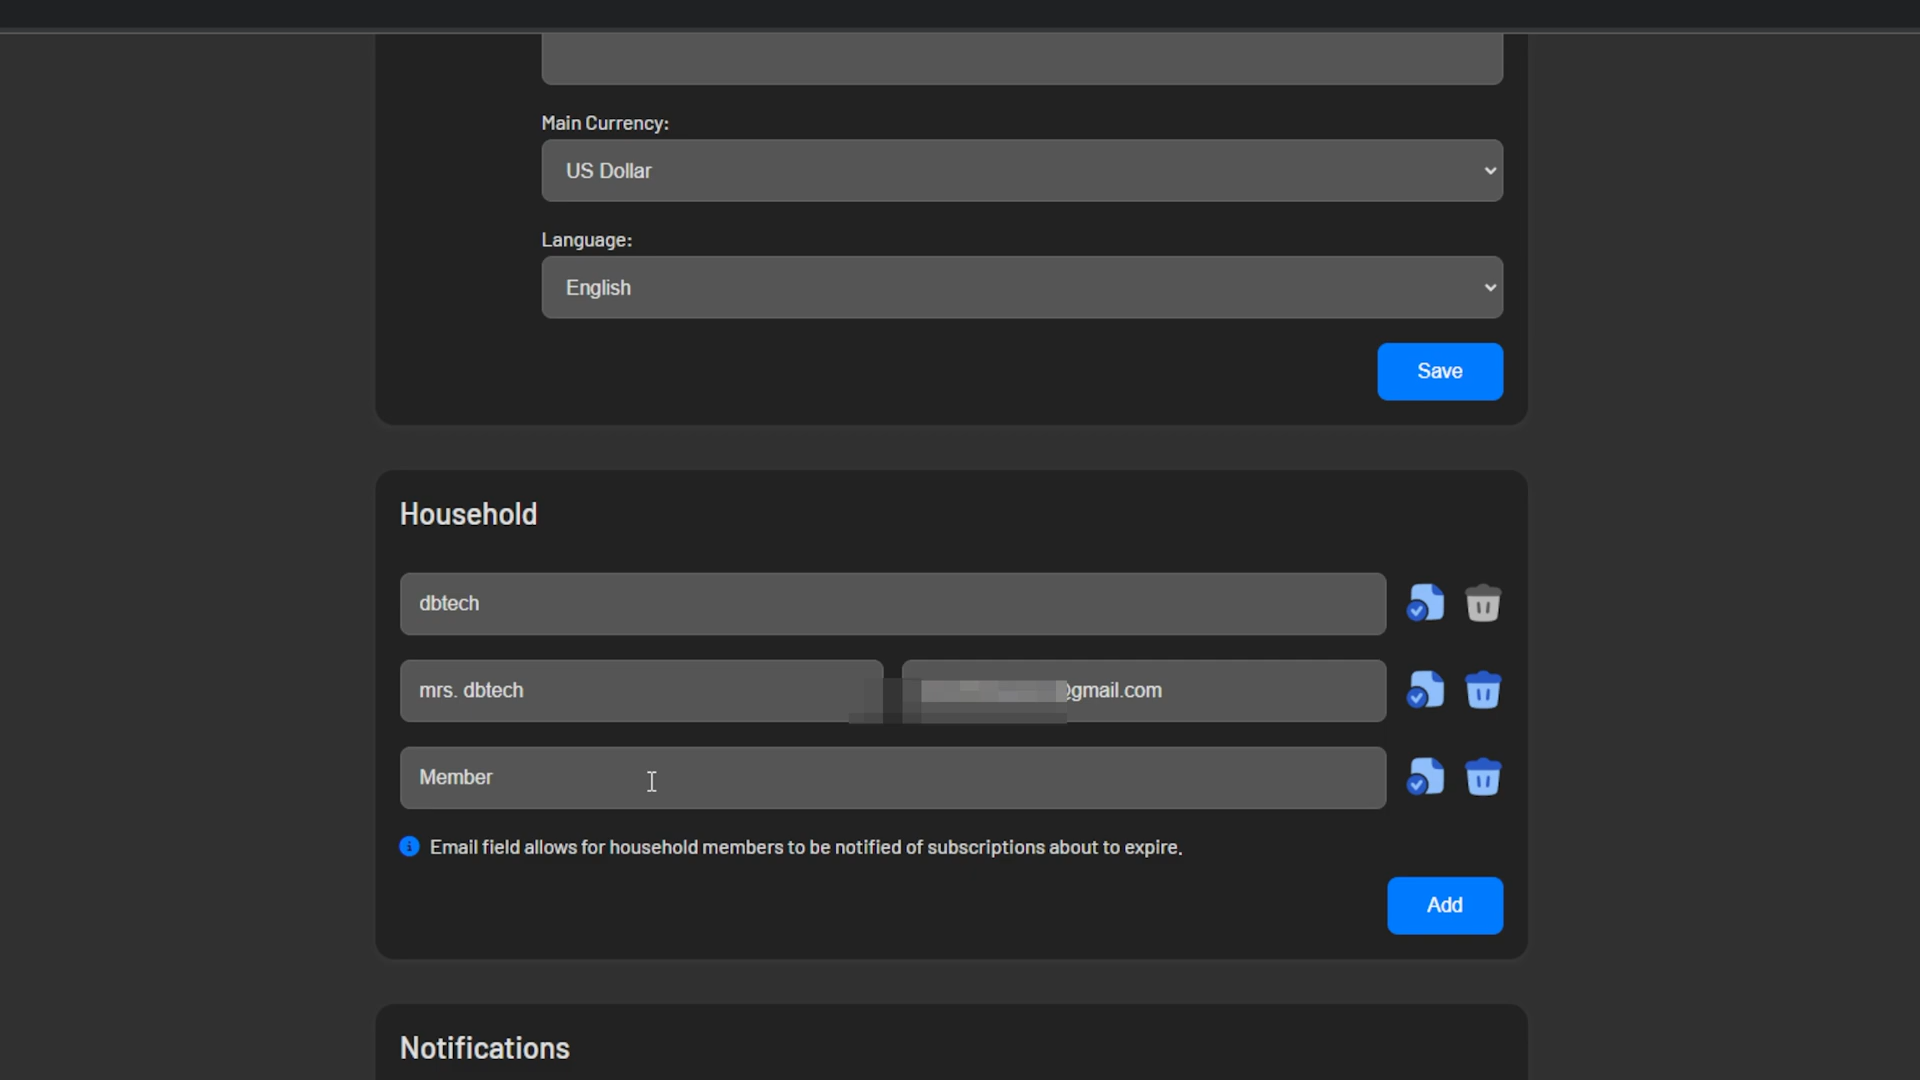 Main Currency:
US Dollar
Language:
English
Save
Household
dbtech
mrs. dbtech
@gmail.com
Member
Email field allows for household members to be notified of subscriptions about to expire.
Add
Notifications